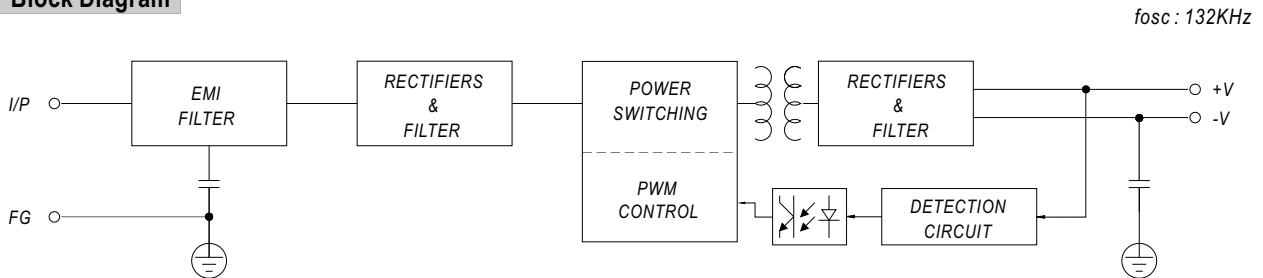 Block Diagram
fosc : 132KHz
I/P
EMI
FILTER
RECTIFIERS
&
FILTER
POWER
SWITCHING
RECTIFIERS
&
FILTER
+V
-V
PWM
CONTROL
DETECTION
CIRCUIT
FG